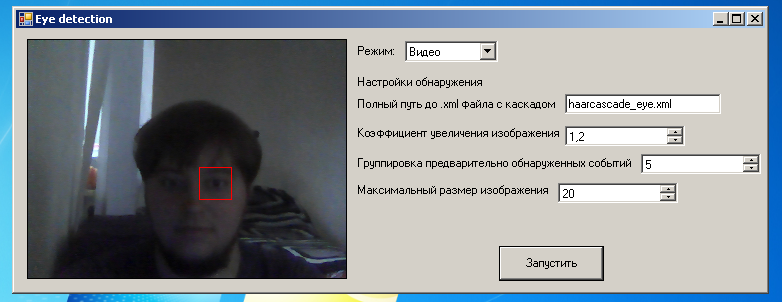 Eye detection
Режим: Видео
Настройки обнаружения
Полный путь до .xml файла с каскадом haarcascade_eye.xml
Коэффициент увеличения изображения 1,2
Группировка предварительно обнаруженных событий 5
Максимальный размер изображения 20
Запустить